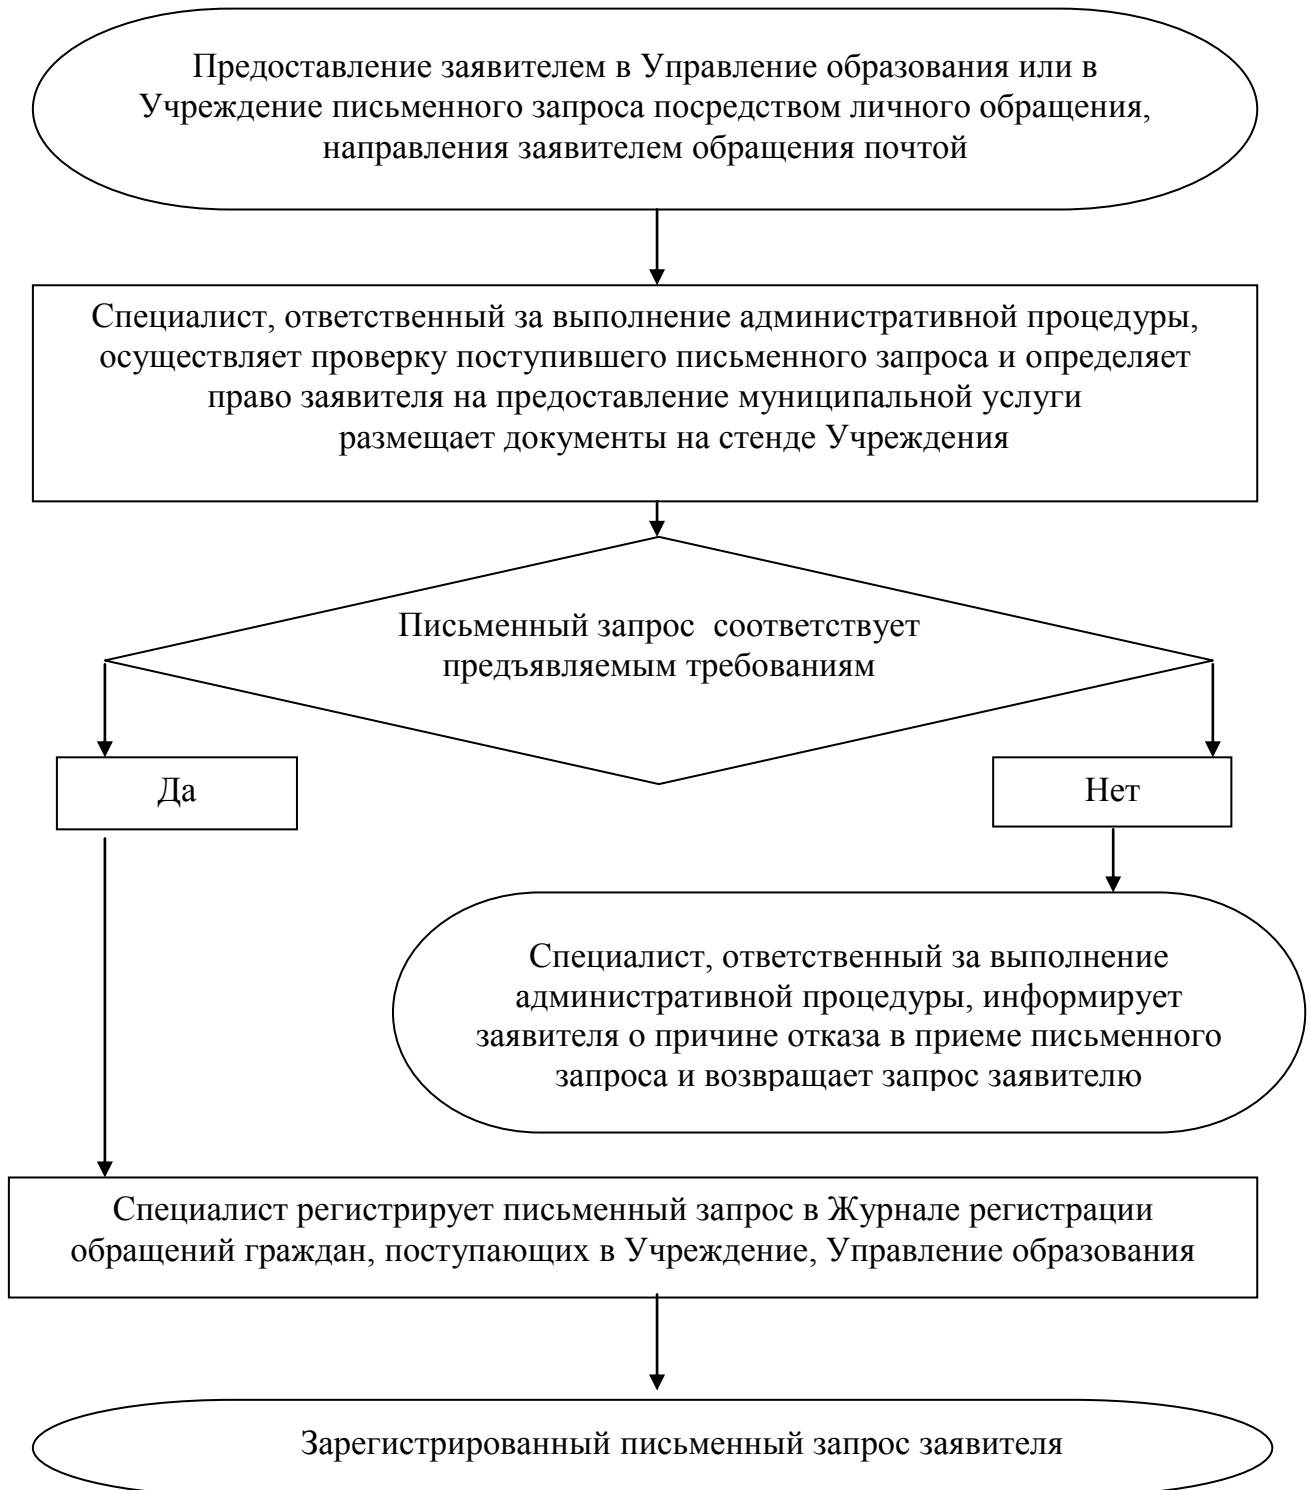 Предоставление заявителем в Управление образования или в
Учреждение письменного запроса посредством личного обращения,
направления заявителем обращения почтой
Специалист, ответственный за выполнение административной процедуры,
осуществляет проверку поступившего письменного запроса и определяет
право заявителя на предоставление муниципальной услуги
размещает документы на стенде Учреждения
Письменный запрос  соответствует
предъявляемым требованиям
Да
Нет
Специалист, ответственный за выполнение
административной процедуры, информирует
заявителя о причине отказа в приеме письменного
запроса и возвращает запрос заявителю
Специалист регистрирует письменный запрос в Журнале регистрации
обращений граждан, поступающих в Учреждение, Управление образования
Зарегистрированный письменный запрос заявителя